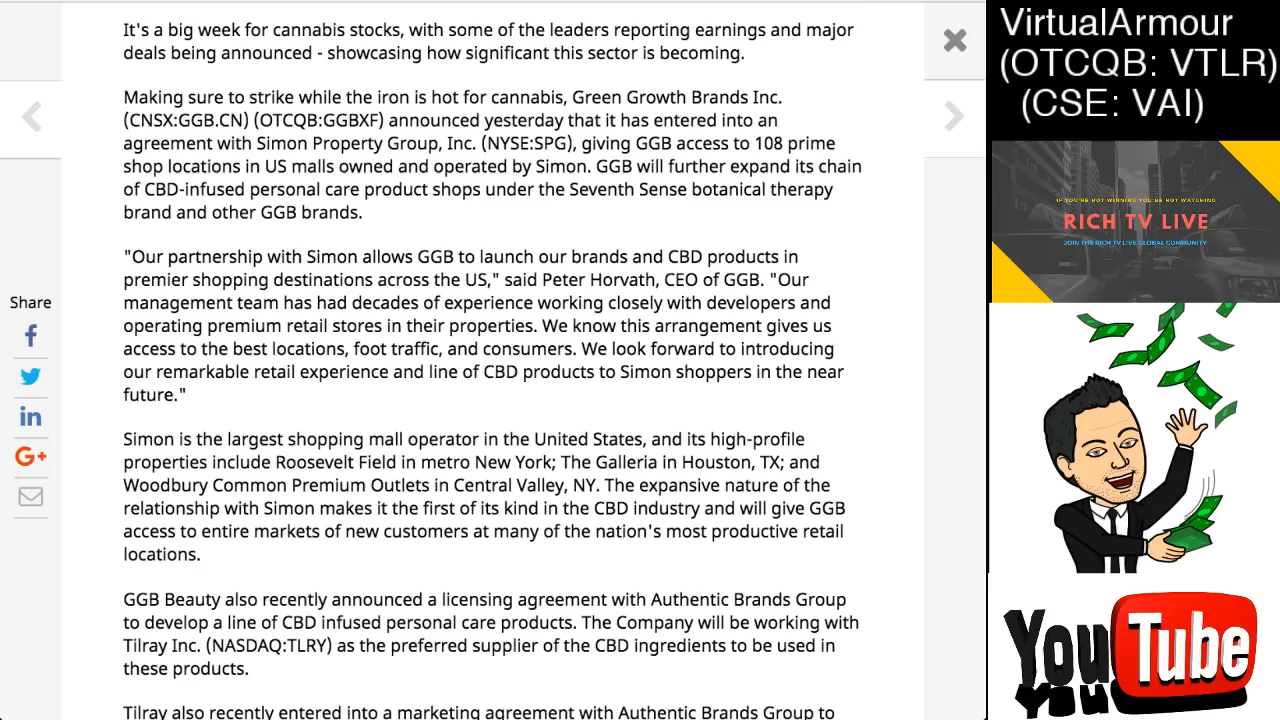 It's a big week for cannabis stocks, with some of the leaders reporting earnings and major
deals being announced - showcasing how significant this sector is becoming.
Making sure to strike while the iron is hot for cannabis, Green Growth Brands Inc.
(CNSX:GGB.CN) (OTCQB:GGBXF) announced yesterday that it has entered into an
agreement with Simon Property Group, Inc. (NYSE:SPG), giving GGB access to 108 prime
shop locations in US malls owned and operated by Simon. GGB will further expand its chain
of CBD-infused personal care product shops under the Seventh Sense botanical therapy
brand and other GGB brands.
"Our partnership with Simon allows GGB to launch our brands and CBD products in
premier shopping destinations across the US," said Peter Horvath, CEO of GGB. "Our
management team has had decades of experience working closely with developers and
operating premium retail stores in their properties. We know this arrangement gives us
access to the best locations, foot traffic, and consumers. We look forward to introducing
our remarkable retail experience and line of CBD products to Simon shoppers in the near
future."
Simon is the largest shopping mall operator in the United States, and its high-profile
properties include Roosevelt Field in metro New York; The Galleria in Houston, TX; and
Woodbury Common Premium Outlest in Central Valley, NY. The expansive nature of the
relationship with Simon makes it the first of its kind in the CBD industry and will give GGB
access to entire markets of new customers at many of the nation's most productive retail
locations.
GGB Beauty also recently announced a licensing agreement with Authentic Brands Group
to develop a line of CBD infused personal care products. The Company will be working with
Tilray Inc. (NASDAQ:TLRY) as the preferred supplier of the CBD ingredients to be used in
these products.
Tilray also recently entered into a marketing agreement with Authentic Brands Group to
Share
f
in
G+
VirtualArmour
(OTCQB: VTLR)
(CSE: VAI)
IF YOU'RE NOT WINNING YOU'RE NOT WATCHING
RICH TV LIVE
JOIN THE RICH TV LIVE GLOBAL COMMUNITY
You Tube